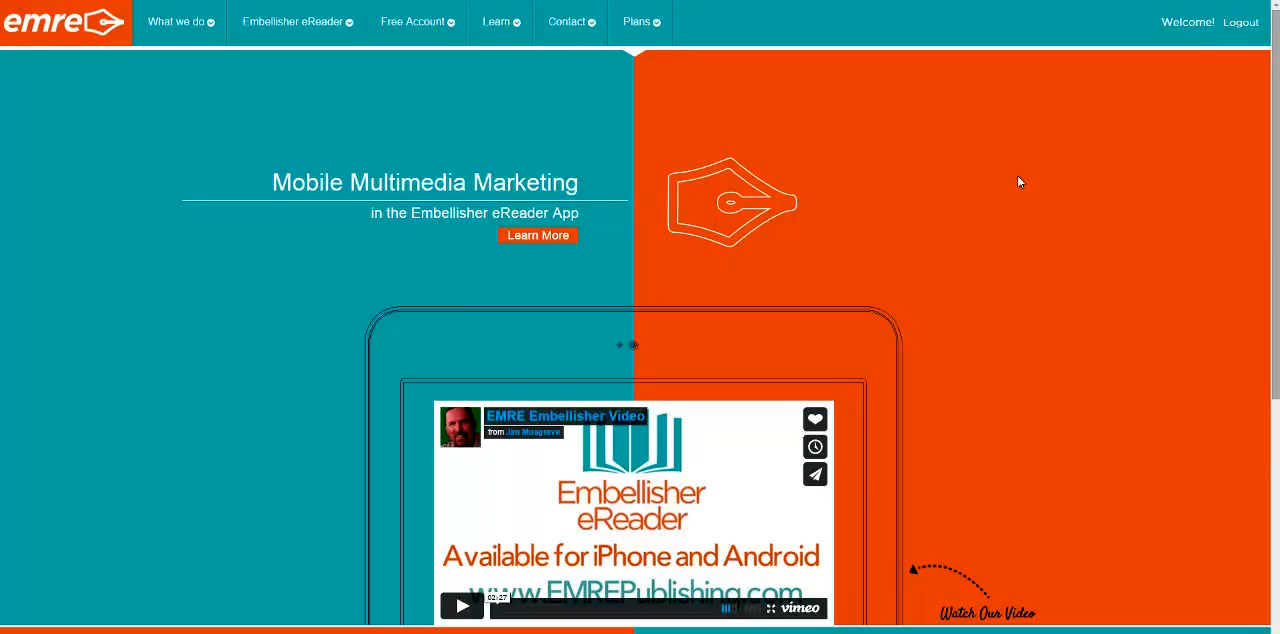 emre
What we do
Embellisher eReader
Free Account
Learn
Contact
Plans
Welcome!
Logout
Mobile Multimedia Marketing
in the Embellisher eReader App
Learn More
EMRE Embellisher Video
from Jim Musgrave
Embellisher
eReader
Available for iPhone and Android
www.EMREPublishing.com
02:27
vimeo
Watch Our Video